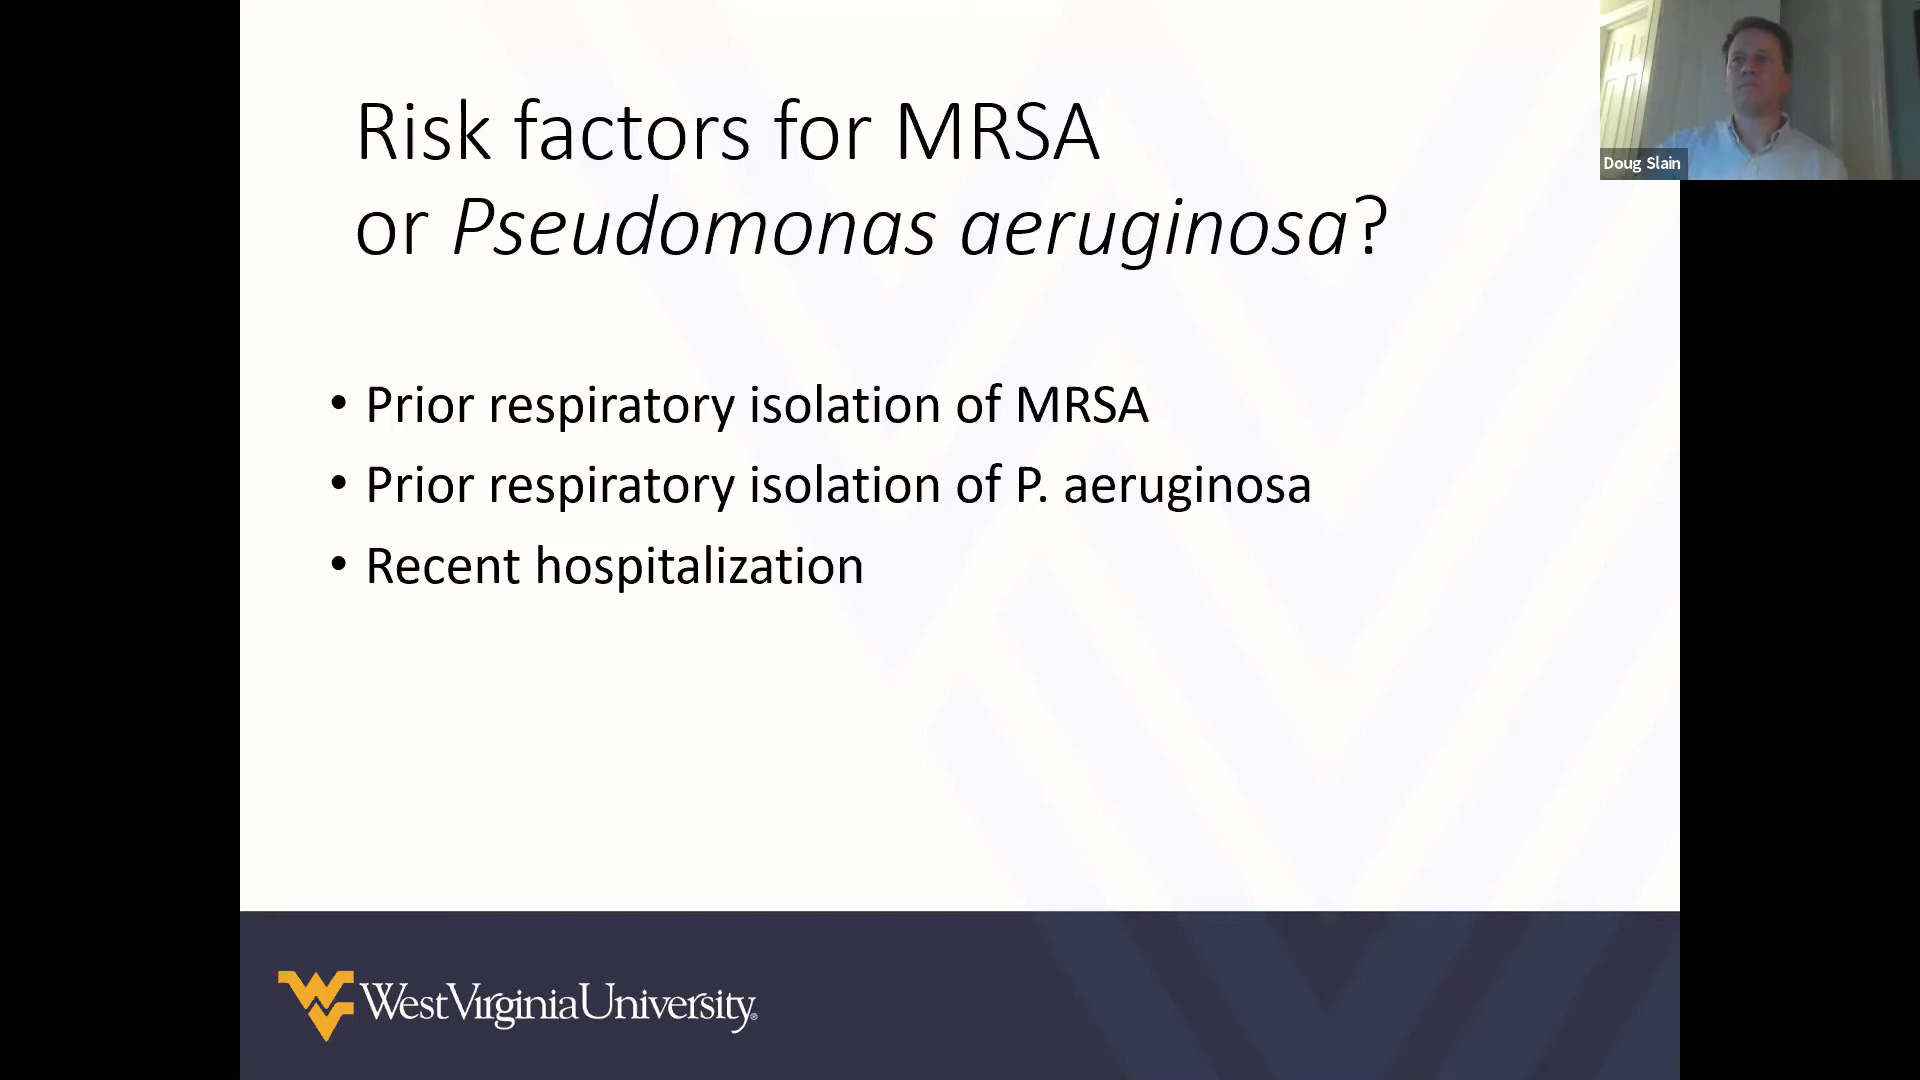 Risk factors for MRSA
or Pseudomonas aeruginosa?
• Prior respiratory isolation of MRSA
• Prior respiratory isolation of P. aeruginosa
• Recent hospitalization
Doug Slain
WestVirginiaUniversity®